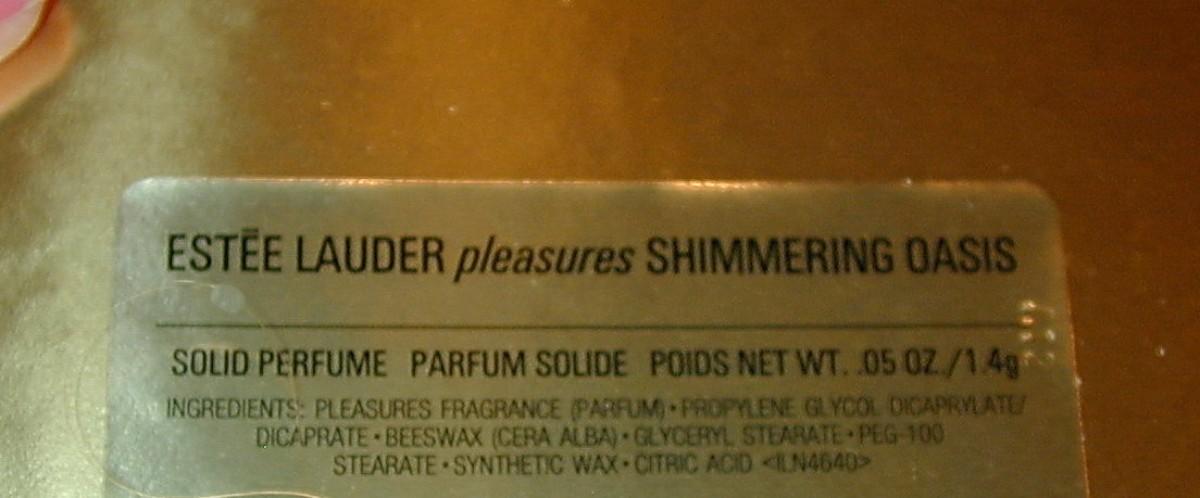 ESTĒE LAUDER pleasures SHIMMERING OASIS
SOLID PERFUME PARFUM SOLIDE POIDS NET WT. .05 OZ./1.4g
INGREDIENTS: PLEASURES FRAGRANCE (PARFUM) • PROPYLENE GLYCOL DICAPRYLATE/
DICAPRATE • BEESWAX (CERA ALBA) • GLYCERYL STEARATE • PEG-100
STEARATE • SYNTHETIC WAX • CITRIC ACID <ILN4640>